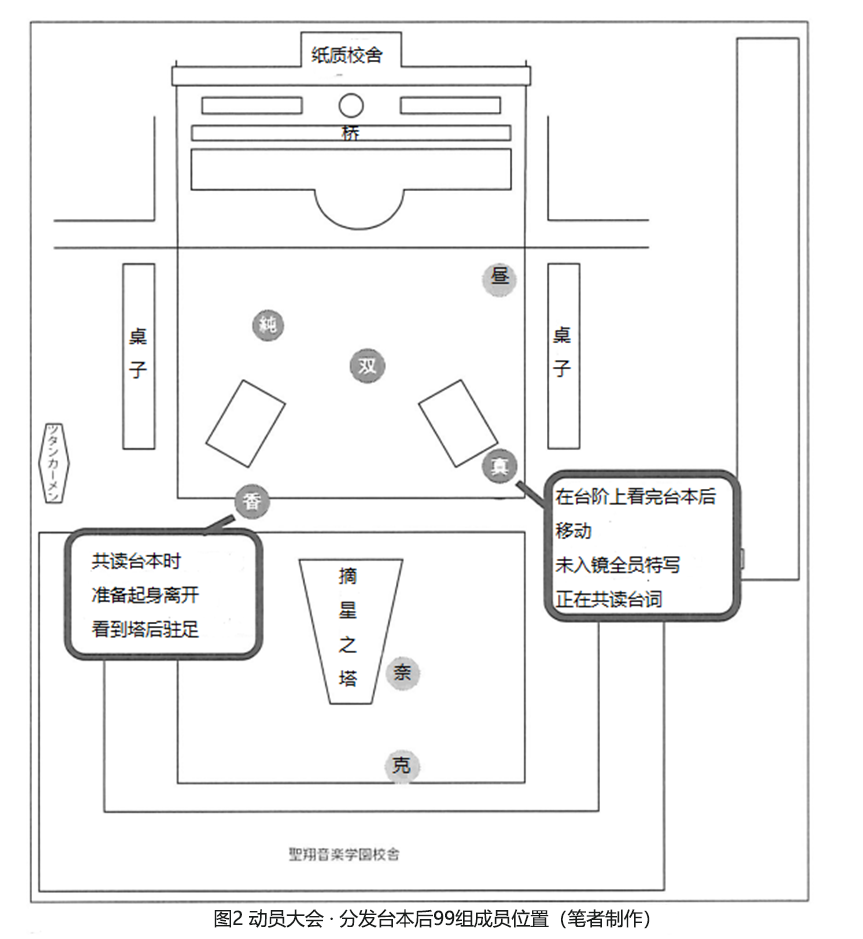 纸质校舍
桥
昼
純
双
桌子
桌子
ツタンカーメン
真
香
在台阶上看完台本后
移动
未入镜全员特写
正在共读台词
共读台本时
准备起身离开
看到塔后驻足
摘星之塔
奈
克
聖翔音楽学園校舎
图2 动员大会·分发台本后99组成员位置（笔者制作）